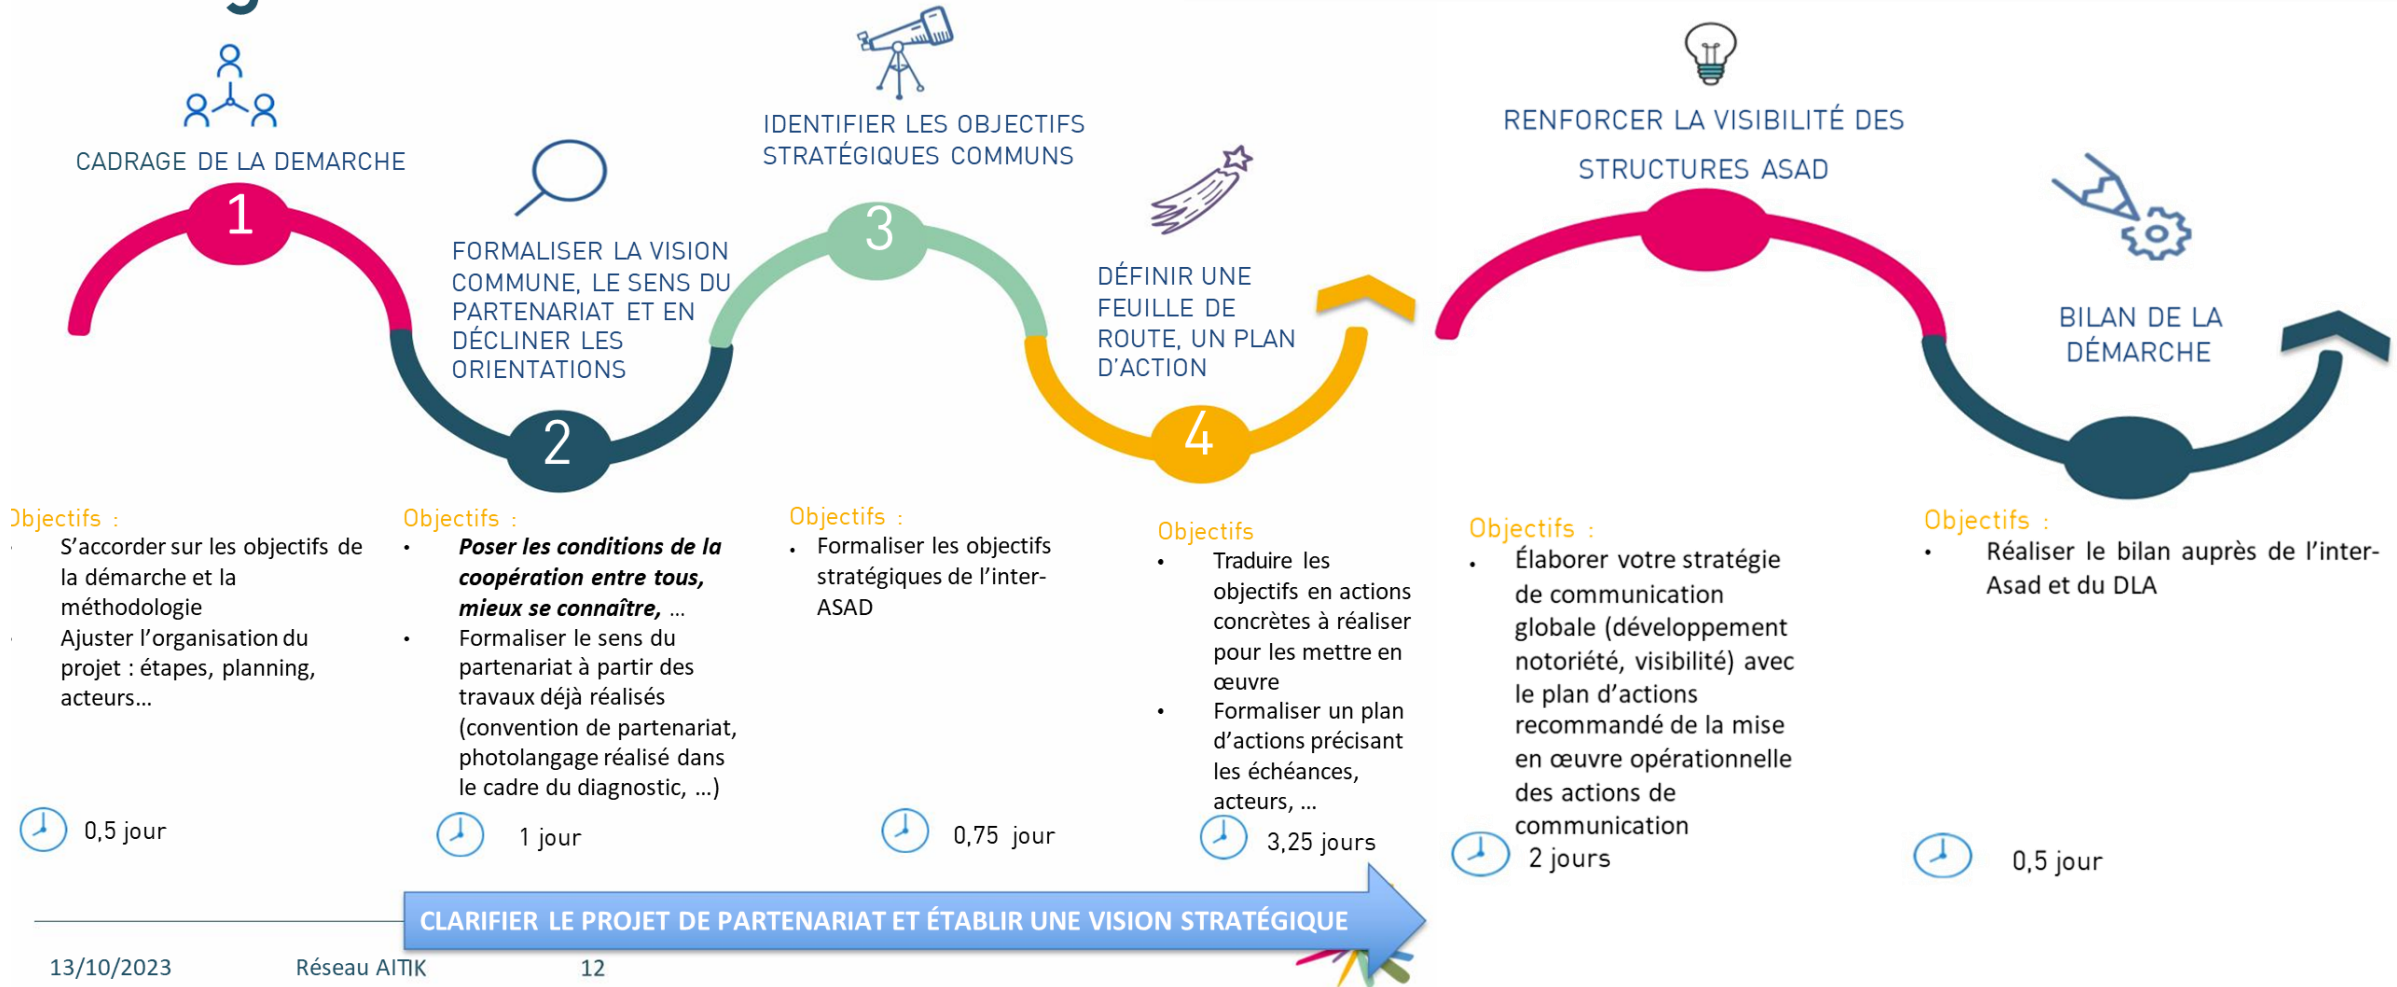 CADRAGE DE LA DEMARCHE
1
Objectifs :
• S’accorder sur les objectifs de
la démarche et la
méthodologie
• Ajuster l’organisation du
projet : étapes, planning,
acteurs…
0,5 jour
FORMALISER LA VISION
COMMUNE, LE SENS DU
PARTENARIAT ET EN
DÉCLINER LES
ORIENTATIONS
2
Objectifs :
• Poser les conditions de la
coopération entre tous,
mieux se connaître, …
• Formaliser le sens du
partenariat à partir des
travaux déjà réalisés
(convention de partenariat,
photolangage réalisé dans
le cadre du diagnostic, …)
1 jour
IDENTIFIER LES OBJECTIFS
STRATÉGIQUES COMMUNS
3
Objectifs :
• Formaliser les objectifs
stratégiques de l’inter-
ASAD
0,75 jour
DÉFINIR UNE
FEUILLE DE
ROUTE, UN PLAN
D’ACTION
4
Objectifs
• Traduire les
objectifs en actions
concrètes à réaliser
pour les mettre en
œuvre
• Formaliser un plan
d’actions précisant
les échéances,
acteurs, …
3,25 jours
RENFORCER LA VISIBILITÉ DES
STRUCTURES ASAD
Objectifs :
• Élaborer votre stratégie
de communication
globale (développement
notoriété, visibilité) avec
le plan d’actions
recommandé de la mise
en œuvre opérationnelle
des actions de
communication
2 jours
BILAN DE LA
DÉMARCHE
Objectifs :
• Réaliser le bilan auprès de l’inter-
Asad et du DLA
0,5 jour
CLARIFIER LE PROJET DE PARTENARIAT ET ÉTABLIR UNE VISION STRATÉGIQUE
13/10/2023
Réseau AITIK
12